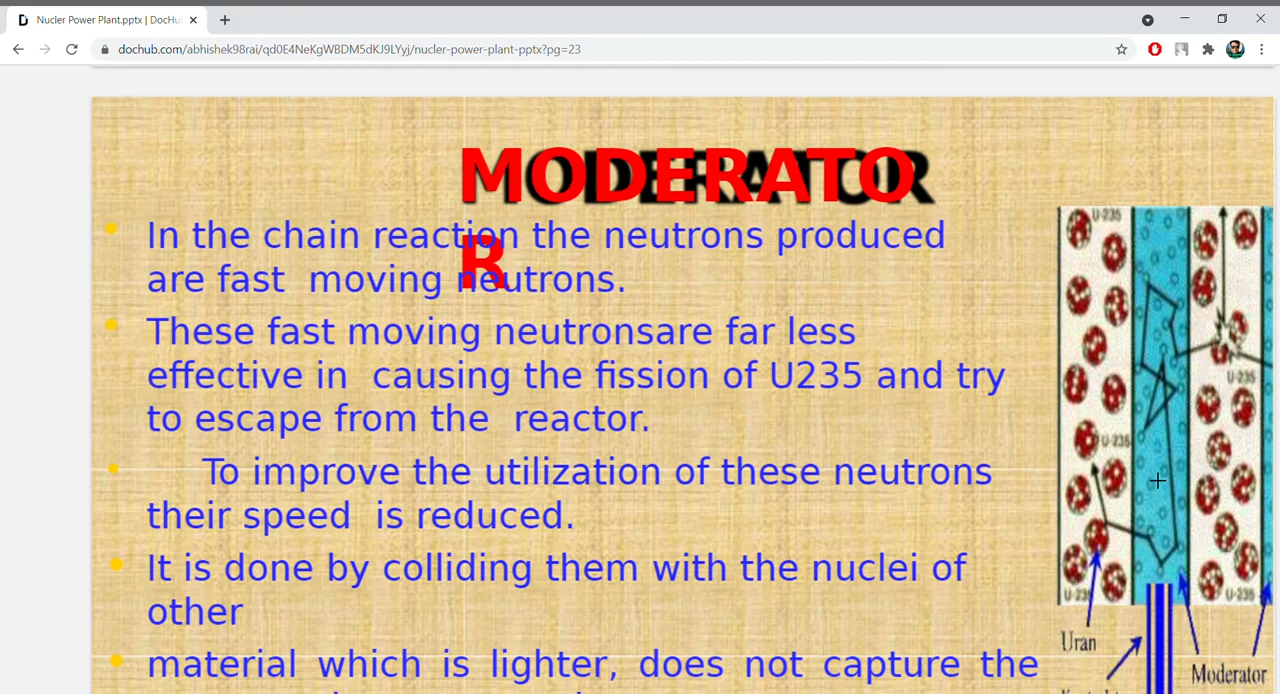 Nucler Power Plant.pptx | DocHu
dochub.com/abhishek98rai/qd0E4NeKgWBDM5dKJ9LYyj/nucler-power-plant-pptx?pg=23
MODERATO
R
In the chain reaction the neutrons produced
are fast moving neutrons.
These fast moving neutronsare far less
effective in causing the fission of U235 and try
to escape from the reactor.
To improve the utilization of these neutrons
their speed is reduced.
It is done by colliding them with the nuclei of
other
material which is lighter, does not capture the
U-235
U-235
U-235
U-235
U-235
Uran
Moderator